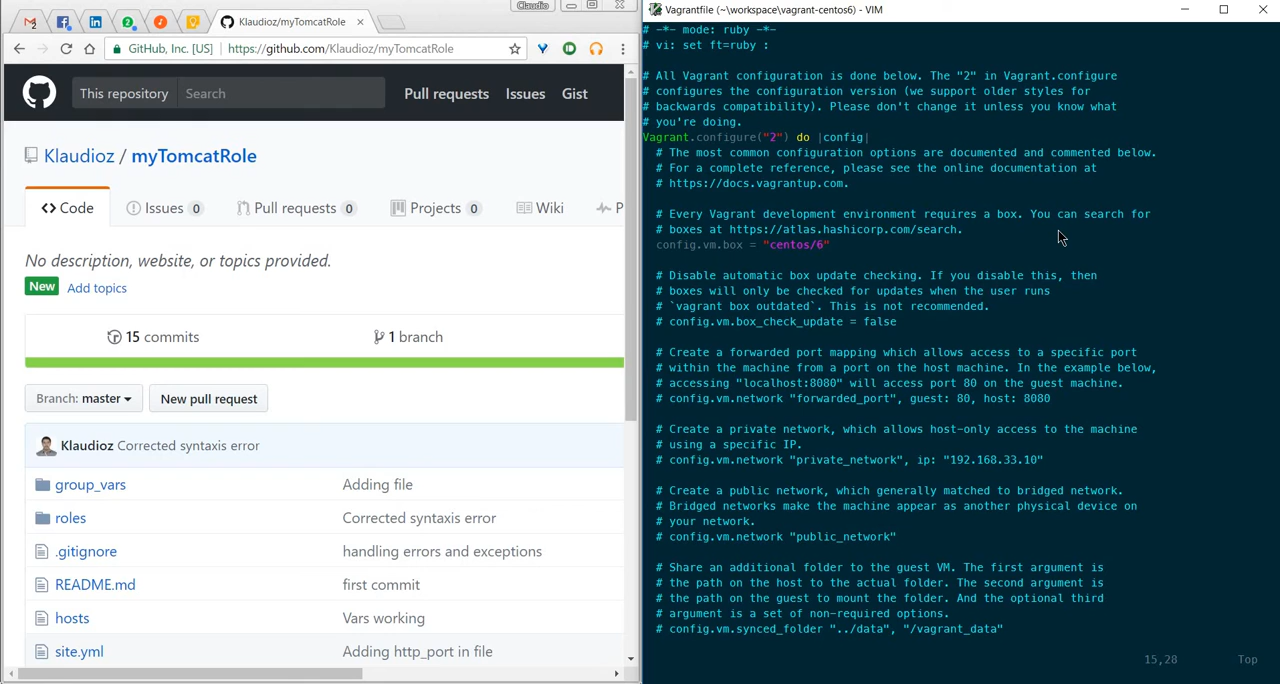 Claudio
Klaudioz/myTomcatRole
GitHub, Inc. [US] https://github.com/Klaudioz/myTomcatRole
This repository Search Pull requests Issues Gist
Klaudioz / myTomcatRole
<> Code Issues 0 Pull requests 0 Projects 0 Wiki P
No description, website, or topics provided.
New Add topics
15 commits 1 branch
Branch: master New pull request
Klaudioz Corrected syntaxis error
group_vars Adding file
roles Corrected syntaxis error
.gitignore handling errors and exceptions
README.md first commit
hosts Vars working
site.yml Adding http_port in file
Vagrantfile (~\workspace\vagrant-centos6) - VIM
# -*- mode: ruby -*-
# vi: set ft=ruby :
# All Vagrant configuration is done below. The "2" in Vagrant.configure
# configures the configuration version (we support older styles for
# backwards compatibility). Please don't change it unless you know what
# you're doing.
Vagrant.configure("2") do |config|
# The most common configuration options are documented and commented below.
# For a complete reference, please see the online documentation at
# https://docs.vagrantup.com.
# Every Vagrant development environment requires a box. You can search for
# boxes at https://atlas.hashicorp.com/search.
config.vm.box = "centos/6"
# Disable automatic box update checking. If you disable this, then
# boxes will only be checked for updates when the user runs
# `vagrant box outdated`. This is not recommended.
# config.vm.box_check_update = false
# Create a forwarded port mapping which allows access to a specific port
# within the machine from a port on the host machine. In the example below,
# accessing "localhost:8080" will access port 80 on the guest machine.
# config.vm.network "forwarded_port", guest: 80, host: 8080
# Create a private network, which allows host-only access to the machine
# using a specific IP.
# config.vm.network "private_network", ip: "192.168.33.10"
# Create a public network, which generally matched to bridged network.
# Bridged networks make the machine appear as another physical device on
# your network.
# config.vm.network "public_network"
# Share an additional folder to the guest VM. The first argument is
# the path on the host to the actual folder. The second argument is
# the path on the guest to mount the folder. And the optional third
# argument is a set of non-required options.
# config.vm.synced_folder "../data", "/vagrant_data"
15,28 Top